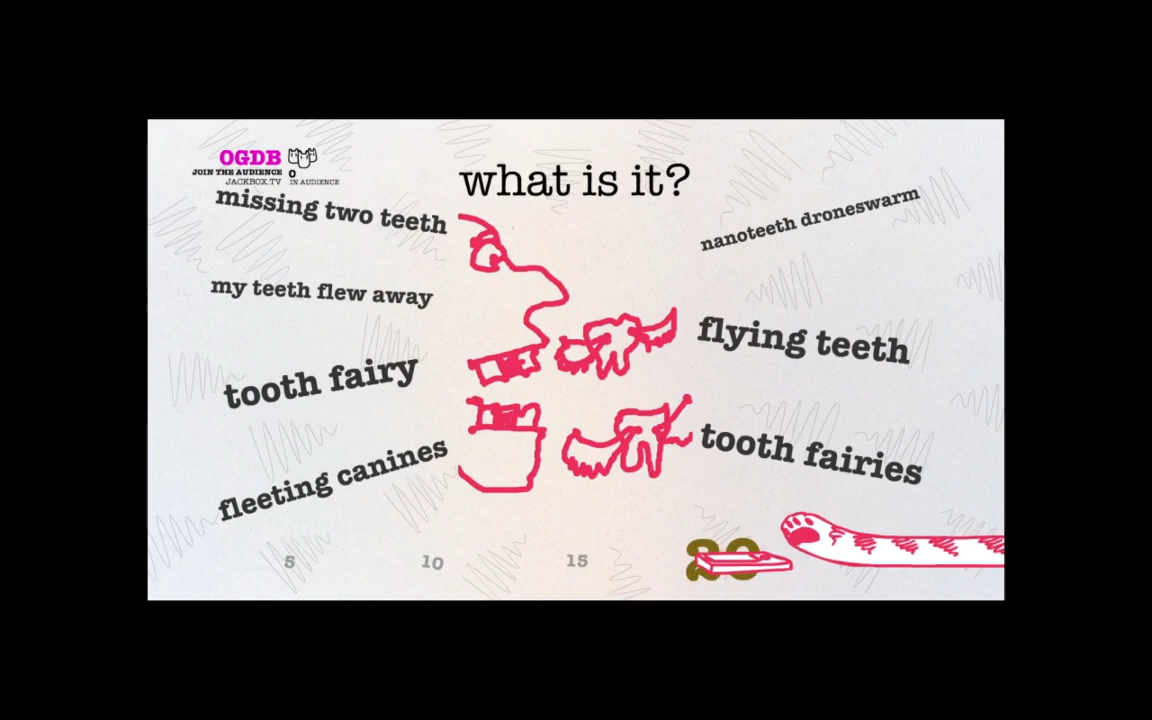 OGDB
JOIN THE AUDIENCE
JACKBOX.TV
0
IN AUDIENCE
what is it?
missing two teeth
my teeth flew away
tooth fairy
fleeting canines
nanoteeth droneswarm
flying teeth
tooth fairies
5
10
15
20